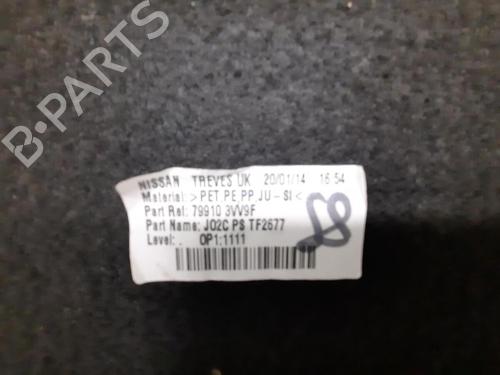 NISSAN TREVES UK 20/01/14 16:54
Material: >PET,PE,PP,JU-SI<
Part Ref: 79910 3VV9F
Part Name: J02C PS TF2677
Level: . OP1:1111
B-PARTS